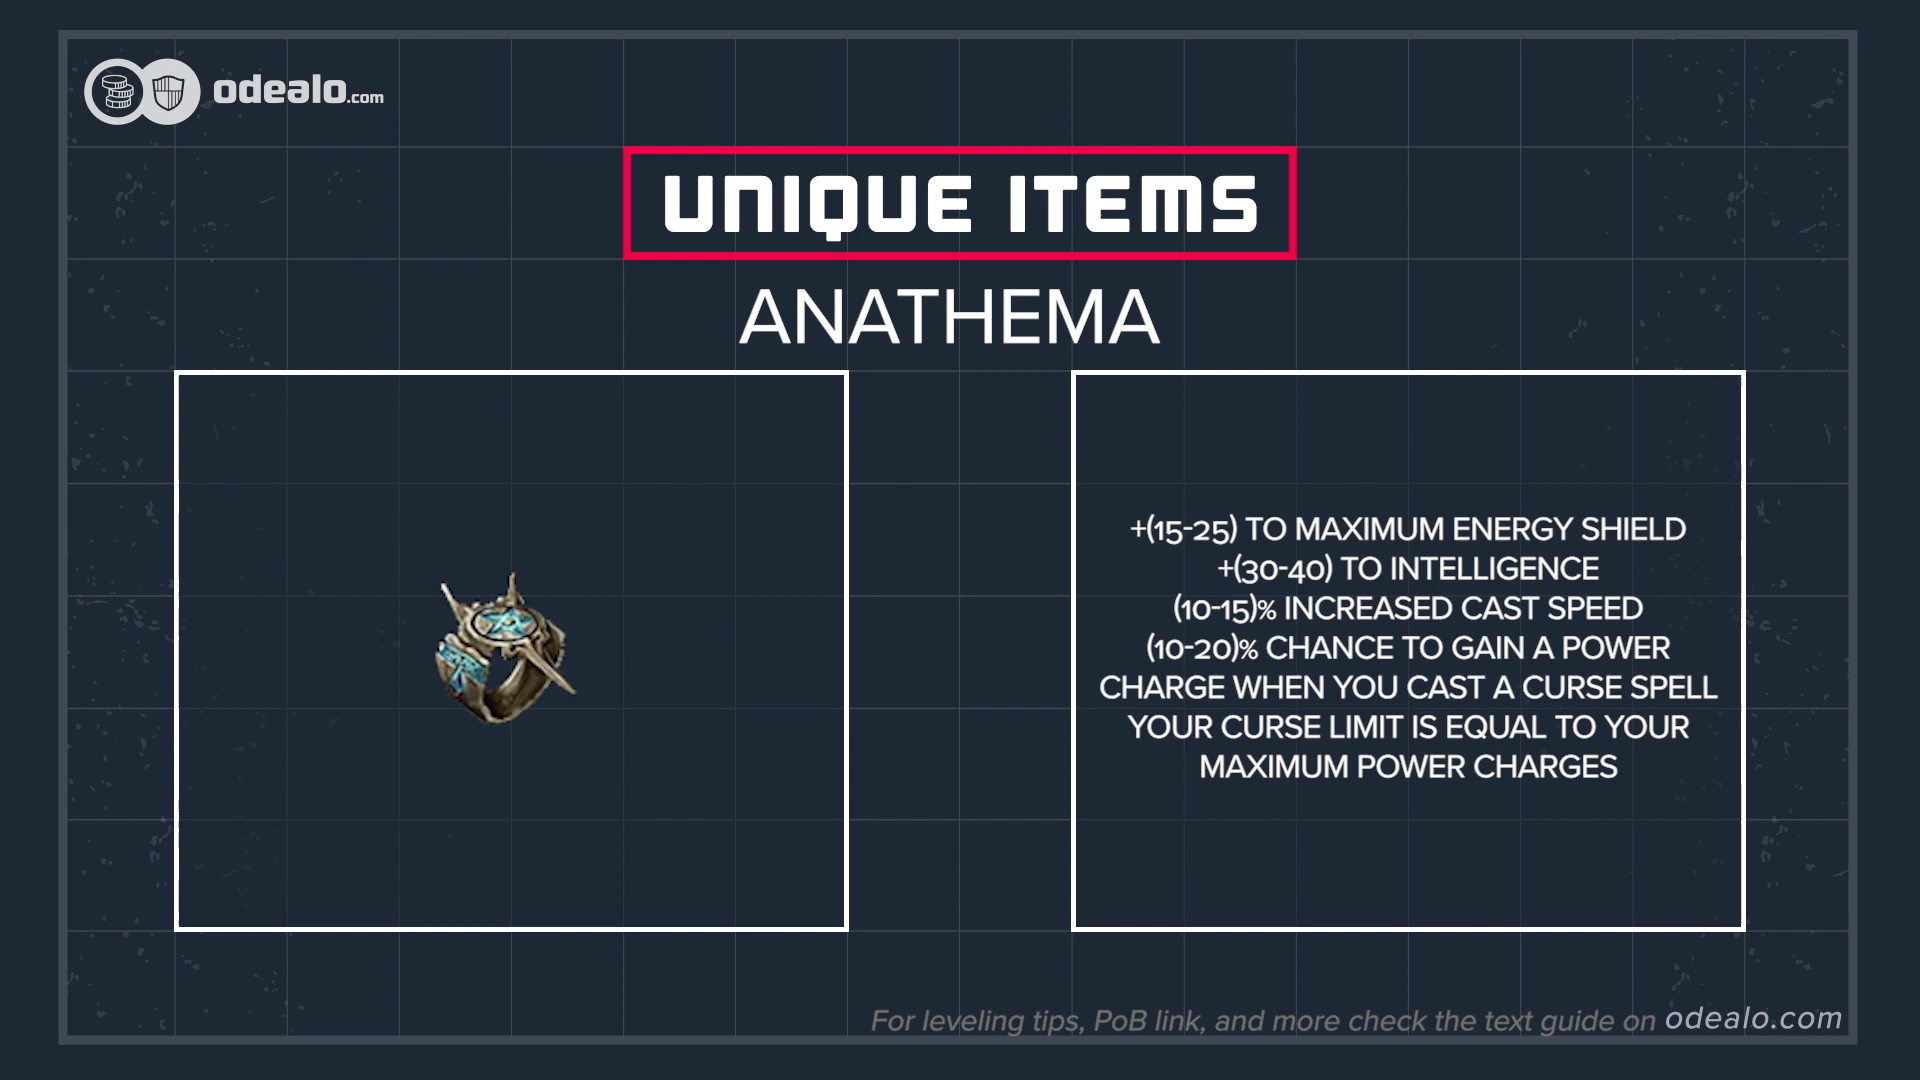 odealo.com
UNIQUE ITEMS
ANATHEMA
+(15-25) TO MAXIMUM ENERGY SHIELD
+(30-40) TO INTELLIGENCE
(10-15)% INCREASED CAST SPEED
(10-20)% CHANCE TO GAIN A POWER
CHARGE WHEN YOU CAST A CURSE SPELL
YOUR CURSE LIMIT IS EQUAL TO YOUR
MAXIMUM POWER CHARGES
For leveling tips, PoB link, and more check the text guide on odealo.com